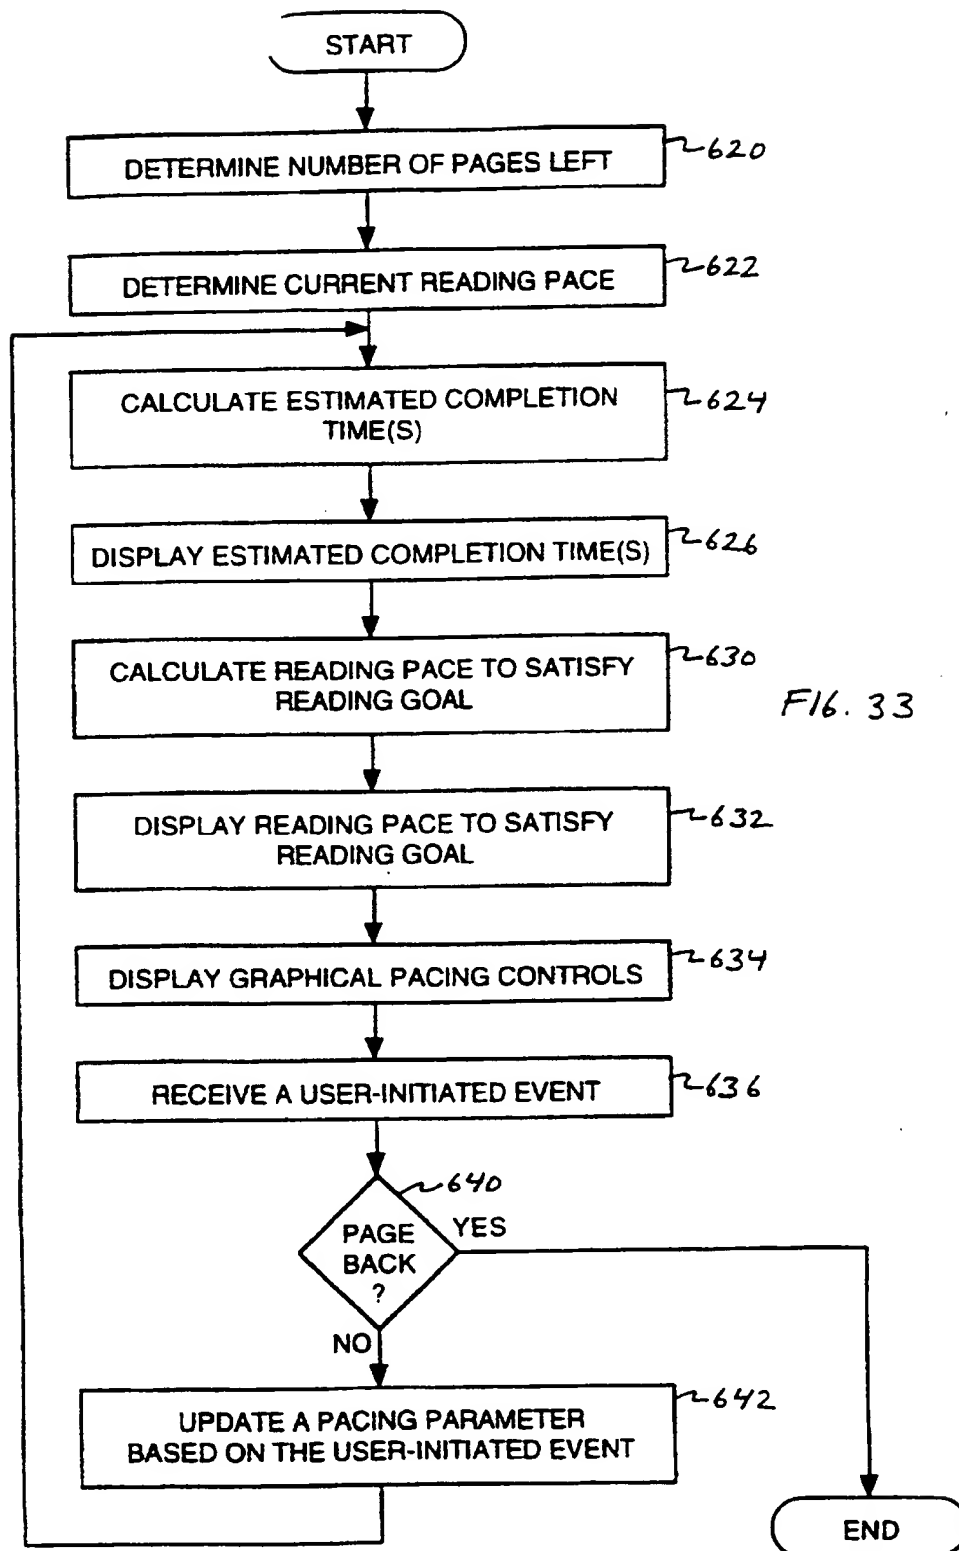 START
DETERMINE NUMBER OF PAGES LEFT
620
DETERMINE CURRENT READING PACE
622
CALCULATE ESTIMATED COMPLETION
TIME(S)
624
DISPLAY ESTIMATED COMPLETION TIME(S)
626
CALCULATE READING PACE TO SATISFY
READING GOAL
630
FIG. 33
DISPLAY READING PACE TO SATISFY
READING GOAL
632
DISPLAY GRAPHICAL PACING CONTROLS
634
RECEIVE A USER-INITIATED EVENT
636
640
PAGE
BACK
?
YES
NO
UPDATE A PACING PARAMETER
BASED ON THE USER-INITIATED EVENT
642
END